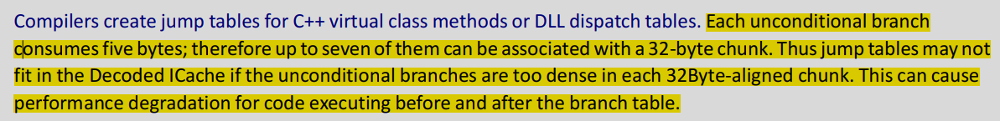 Compilers create jump tables for C++ virtual class methods or DLL dispatch tables. Each unconditional branch
consumes five bytes; therefore up to seven of them can be associated with a 32-byte chunk. Thus jump tables may not
fit in the Decoded ICache if the unconditional branches are too dense in each 32Byte-aligned chunk. This can cause
performance degradation for code executing before and after the branch table.